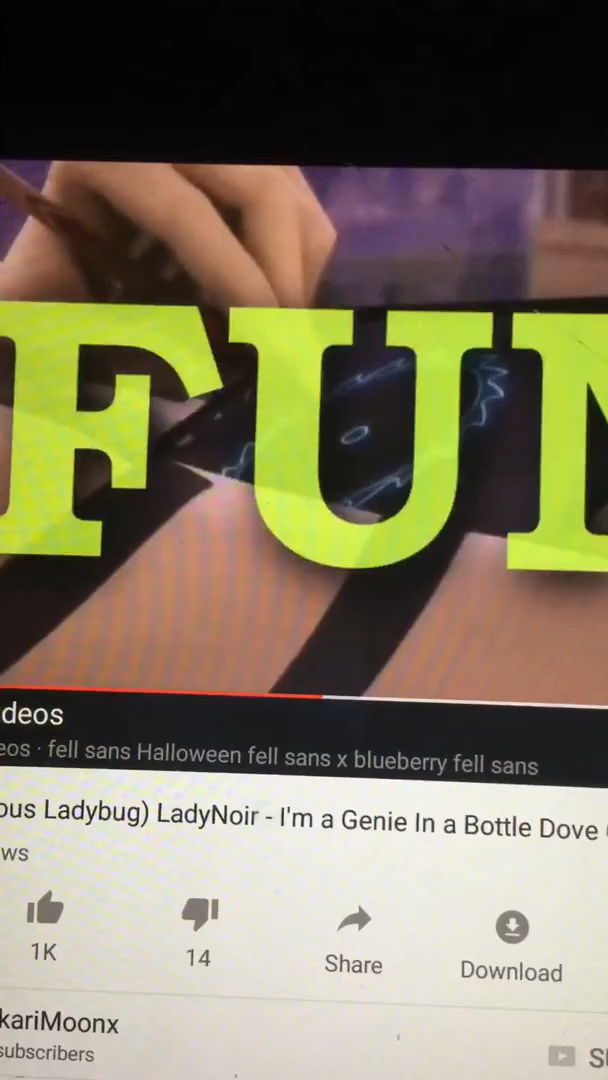 FUN
deos
eos · fell sans Halloween fell sans x blueberry fell sans
ous Ladybug) LadyNoir - I'm a Genie In a Bottle Dove
ws
1K
14
Share
Download
kariMoonx
subscribers